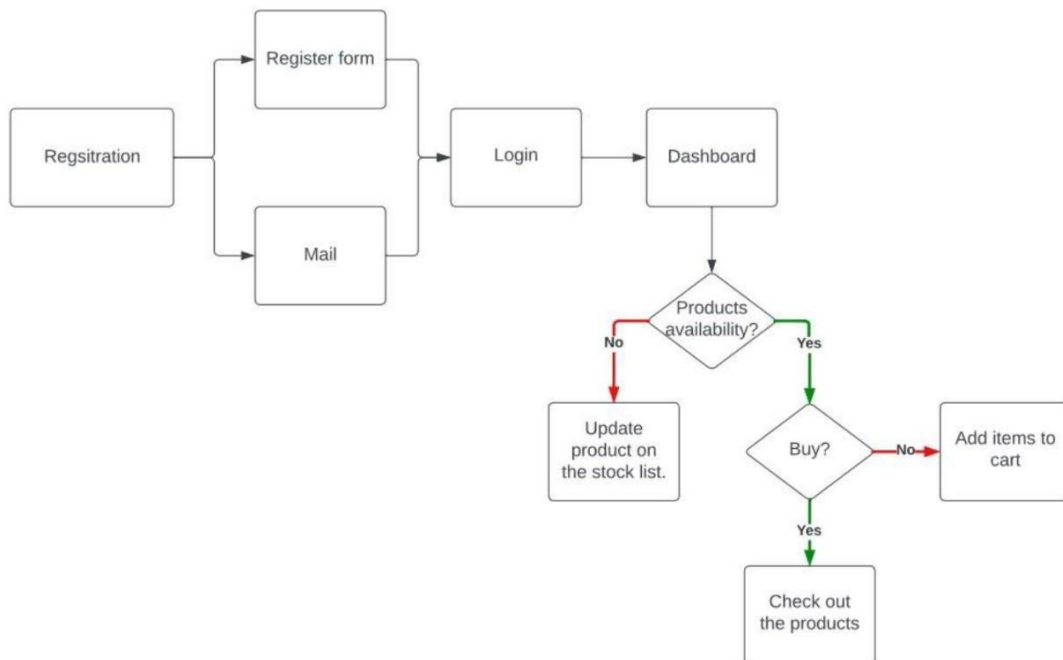 Register form
Regsitration
Login
Dashboard
Mail
Products
availability?
No
Yes
Update
product on
the stock list.
Buy?
No
Add items to
cart
Yes
Check out
the products